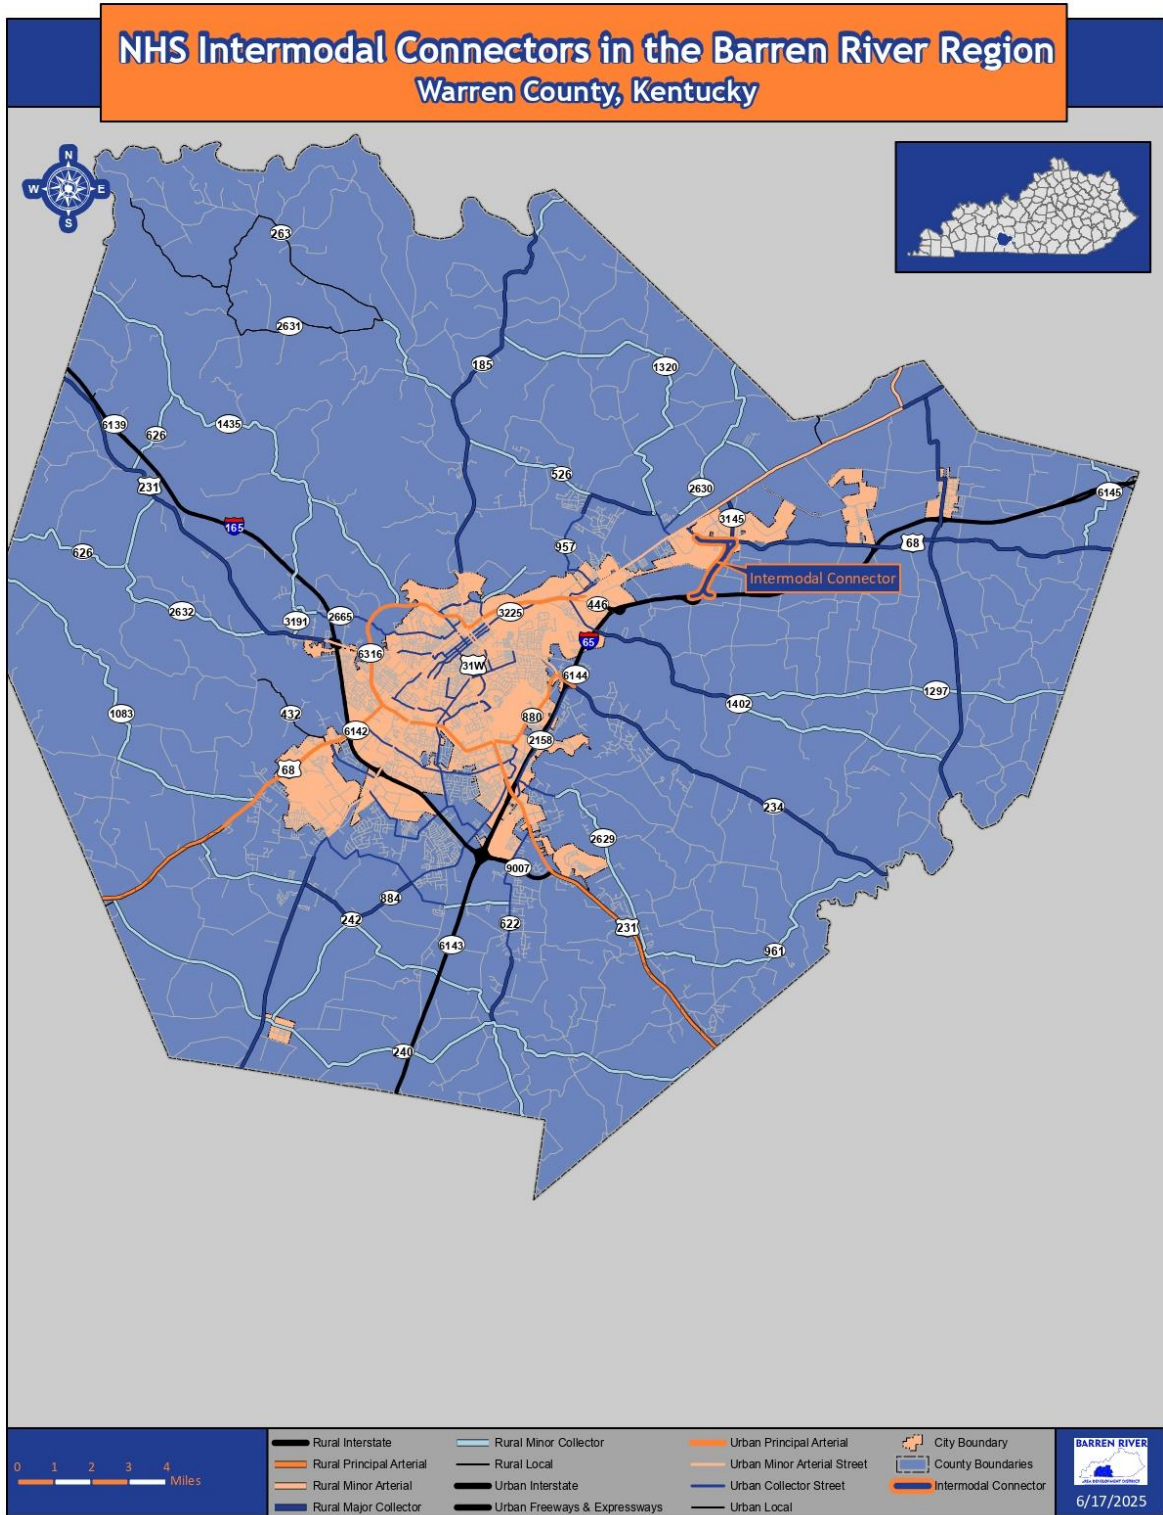 NHS Intermodal Connectors in the Barren River Region
Warren County, Kentucky
N
W
E
S
263
2631
185
1320
6139
626
1435
231
526
2630
6145
165
3145
957
68
626
Intermodal Connector
2632
3191
2665
3225
446
65
6316
31W
6144
1297
1083
432
880
1402
6142
2158
68
234
2629
9007
884
242
622
231
6143
961
240
0
1
2
3
4
Miles
Rural Interstate
Rural Principal Arterial
Rural Minor Arterial
Rural Major Collector
Rural Minor Collector
Rural Local
Urban Interstate
Urban Freeways & Expressways
Urban Principal Arterial
Urban Minor Arterial Street
Urban Collector Street
Urban Local
City Boundary
County Boundaries
Intermodal Connector
BARREN RIVER
AREA DEVELOPMENT DISTRICT
6/17/2025